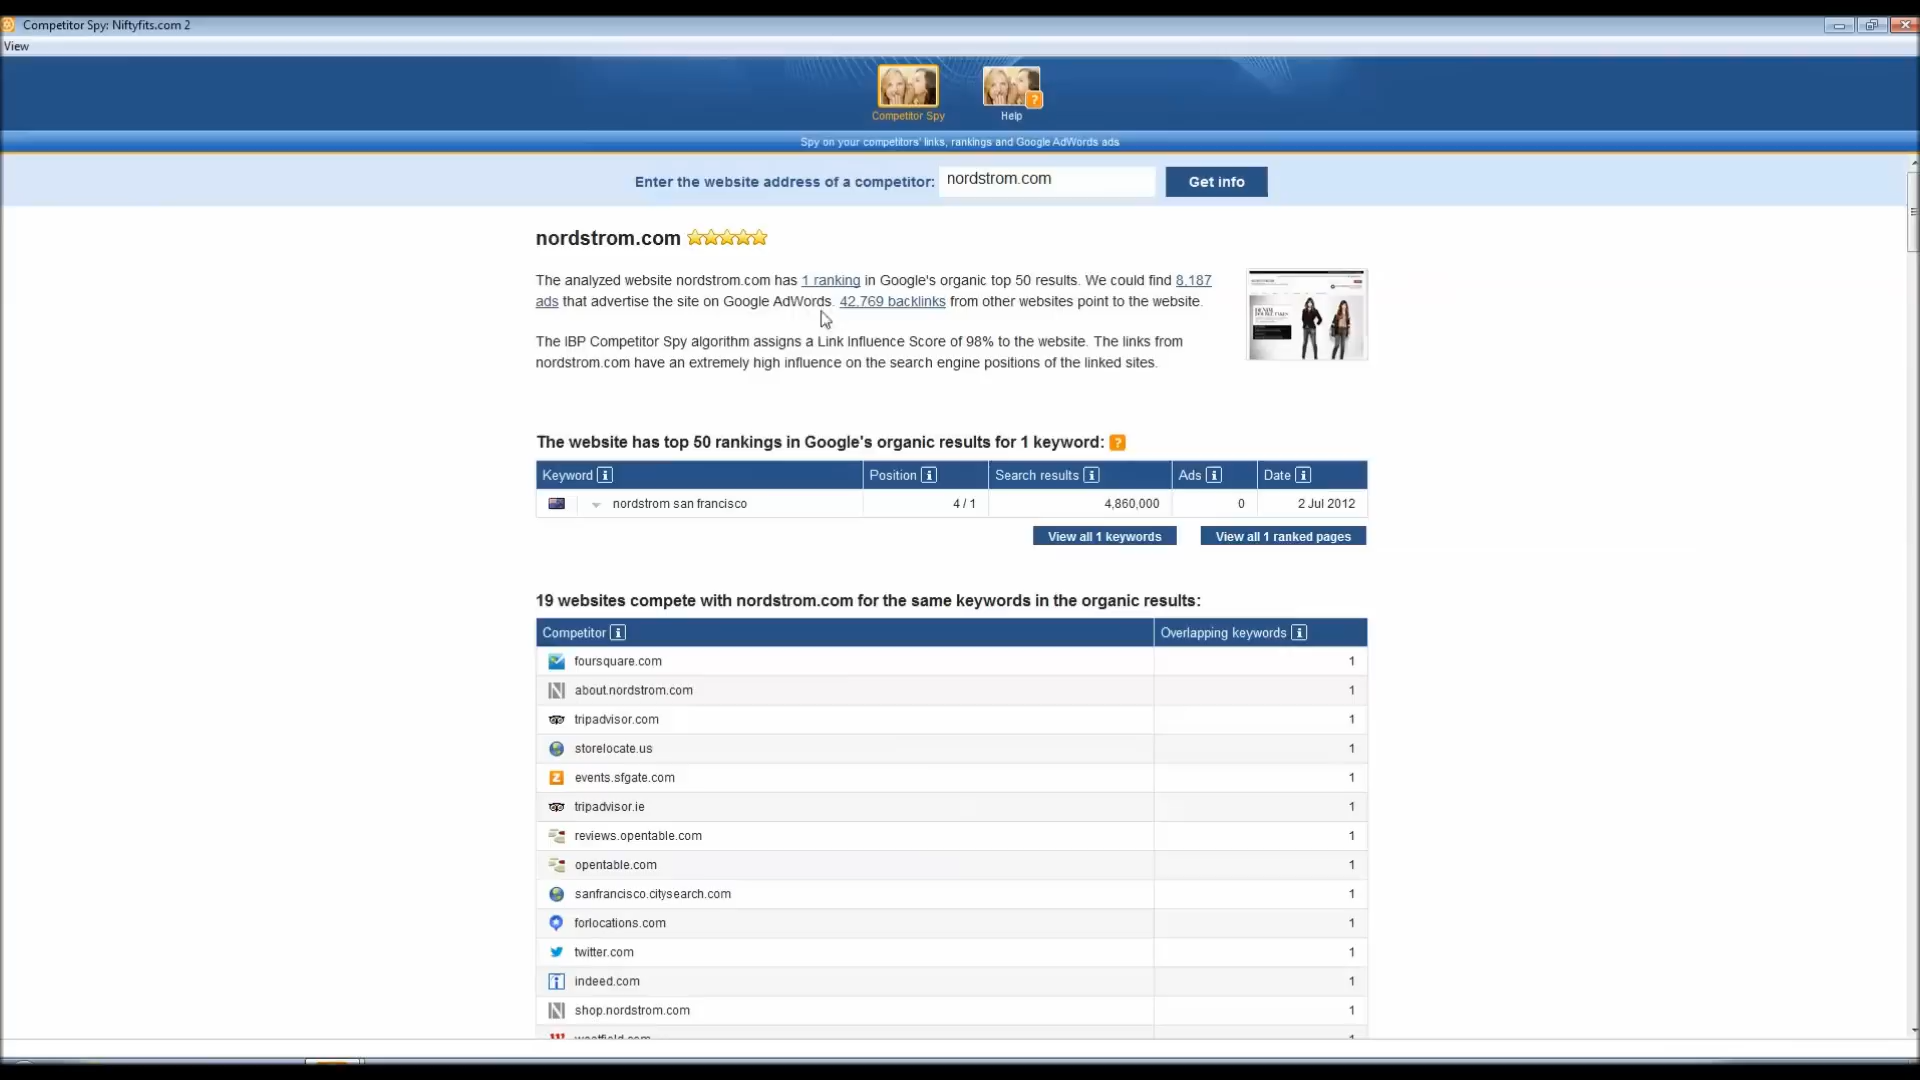 Competitor Spy: Niftyfits.com 2
View
Competitor Spy
Help
Spy on your competitors' links, rankings and Google AdWords ads
Enter the website address of a competitor: nordstrom.com Get info
nordstrom.com
The analyzed website nordstrom.com has 1 ranking in Google's organic top 50 results. We could find 8,187
ads that advertise the site on Google AdWords. 42,769 backlinks from other websites point to the website.
The IBP Competitor Spy algorithm assigns a Link Influence Score of 98% to the website. The links from
nordstrom.com have an extremely high influence on the search engine positions of the linked sites.
The website has top 50 rankings in Google's organic results for 1 keyword: ?
Keyword Position Search results Ads Date
nordstrom san francisco 4 / 1 4,860,000 0 2 Jul 2012
View all 1 keywords View all 1 ranked pages
19 websites compete with nordstrom.com for the same keywords in the organic results:
Competitor Overlapping keywords
foursquare.com 1
about.nordstrom.com 1
tripadvisor.com 1
storelocate.us 1
events.sfgate.com 1
tripadvisor.ie 1
reviews.opentable.com 1
opentable.com 1
sanfrancisco.citysearch.com 1
forlocations.com 1
twitter.com 1
indeed.com 1
shop.nordstrom.com 1